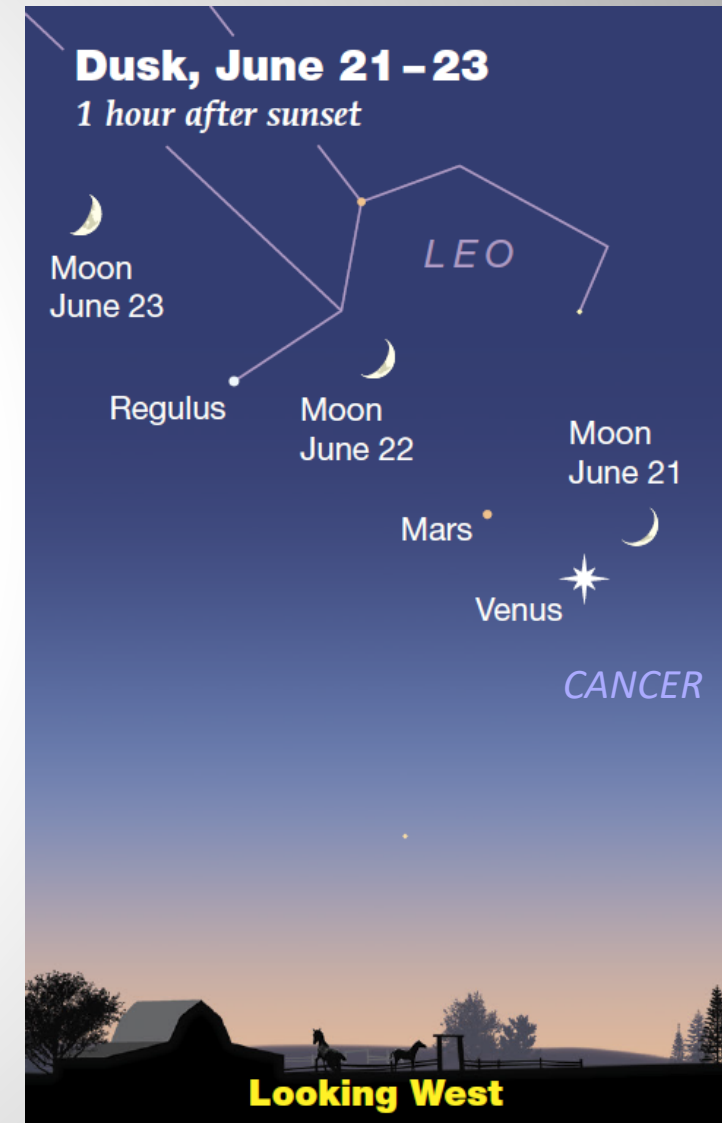 Dusk, June 21–23
1 hour after sunset
LEO
Moon
June 23
Regulus
Moon
June 22
Moon
June 21
Mars
Venus
CANCER
Looking West